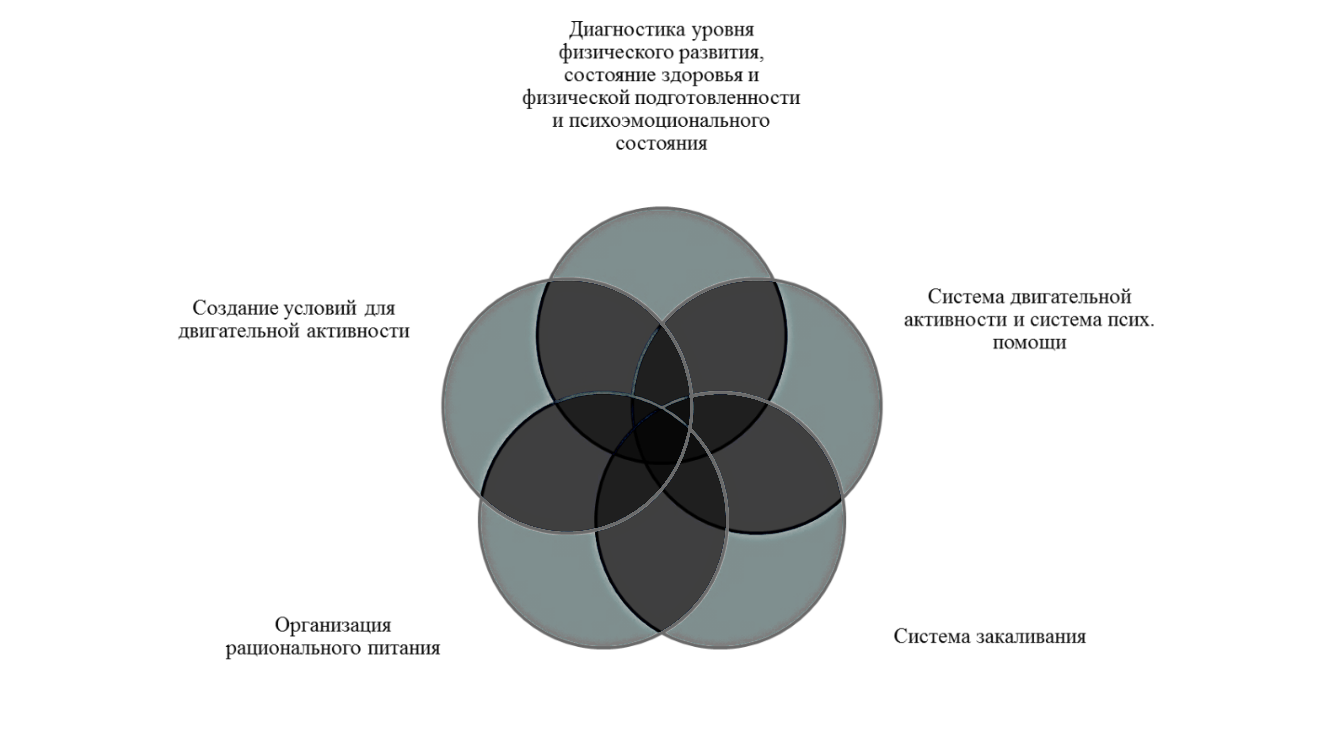 Диагностика уровня
физического развития,
состояние здоровья и
физической подготовленности
и психоэмоционального
состояния
Создание условий для
двигательной активности
Система двигательной
активности и система псих.
помощи
Организация
рационального питания
Система закаливания